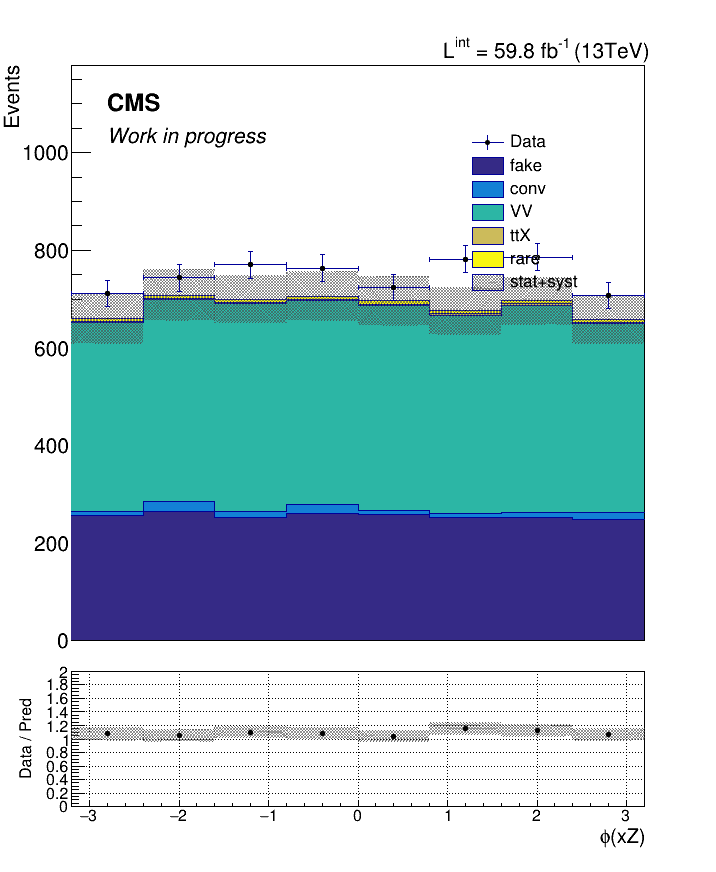 L^int = 59.8 fb^-1 (13TeV)
Events
CMS
Work in progress
Data
fake
conv
VV
ttX
rare
stat+syst
1000
800
600
400
200
0
Data / Pred
2
1.8
1.6
1.4
1.2
1
0.8
0.6
0.4
0.2
0
−3 −2 −1 0 1 2 3
ϕ(xZ)